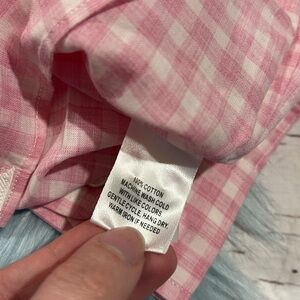 100% COTTON
MACHINE WASH COLD
WITH LIKE COLORS
GENTLE CYCLE, HANG DRY.
WARM IRON IF NEEDED